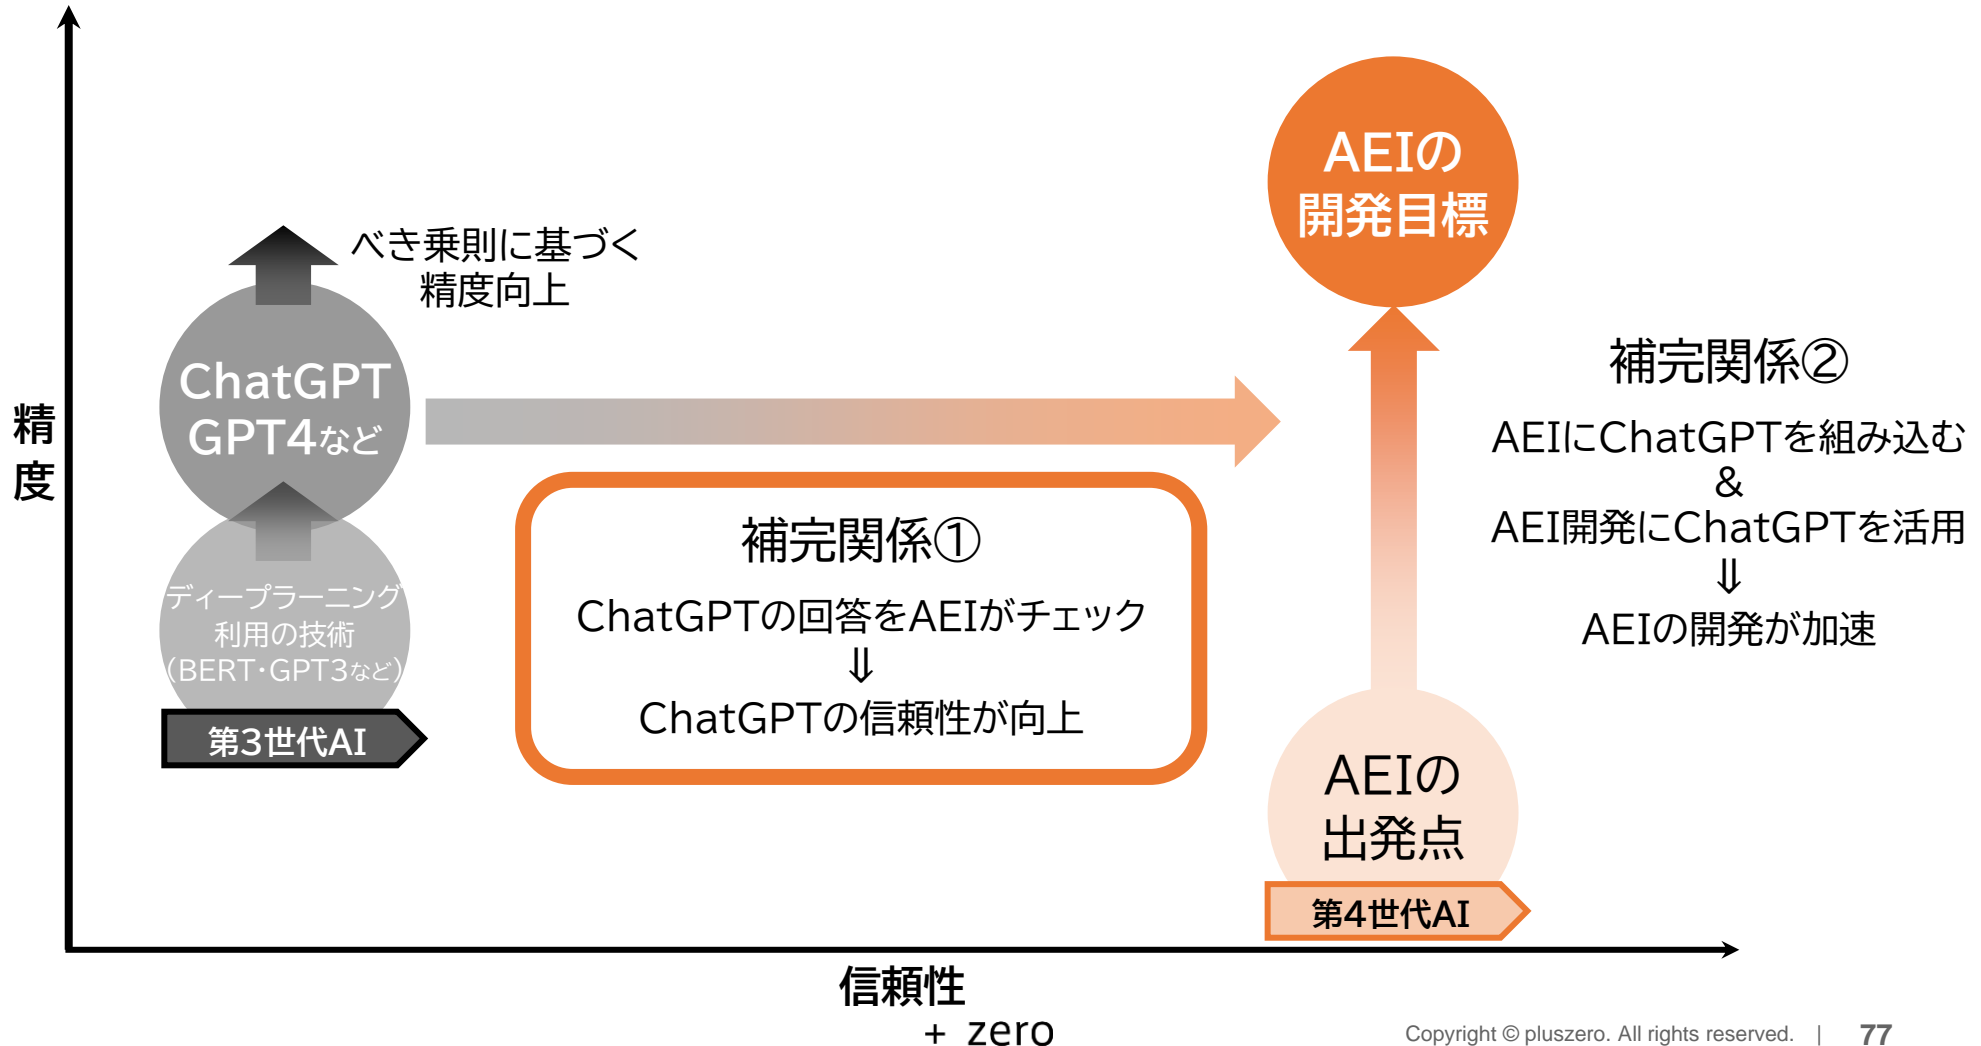 精
度
べき乗則に基づく
精度向上
ChatGPT
GPT4など
ディープラーニング
利用の技術
（BERT・GPT3など）
第3世代AI
補完関係①
ChatGPTの回答をAEIがチェック
⇓
ChatGPTの信頼性が向上
AEIの
開発目標
AEIの
出発点
第4世代AI
補完関係②
AEIにChatGPTを組み込む
&
AEI開発にChatGPTを活用
⇓
AEIの開発が加速
信頼性
+ zero
Copyright © pluszero. All rights reserved. | 77